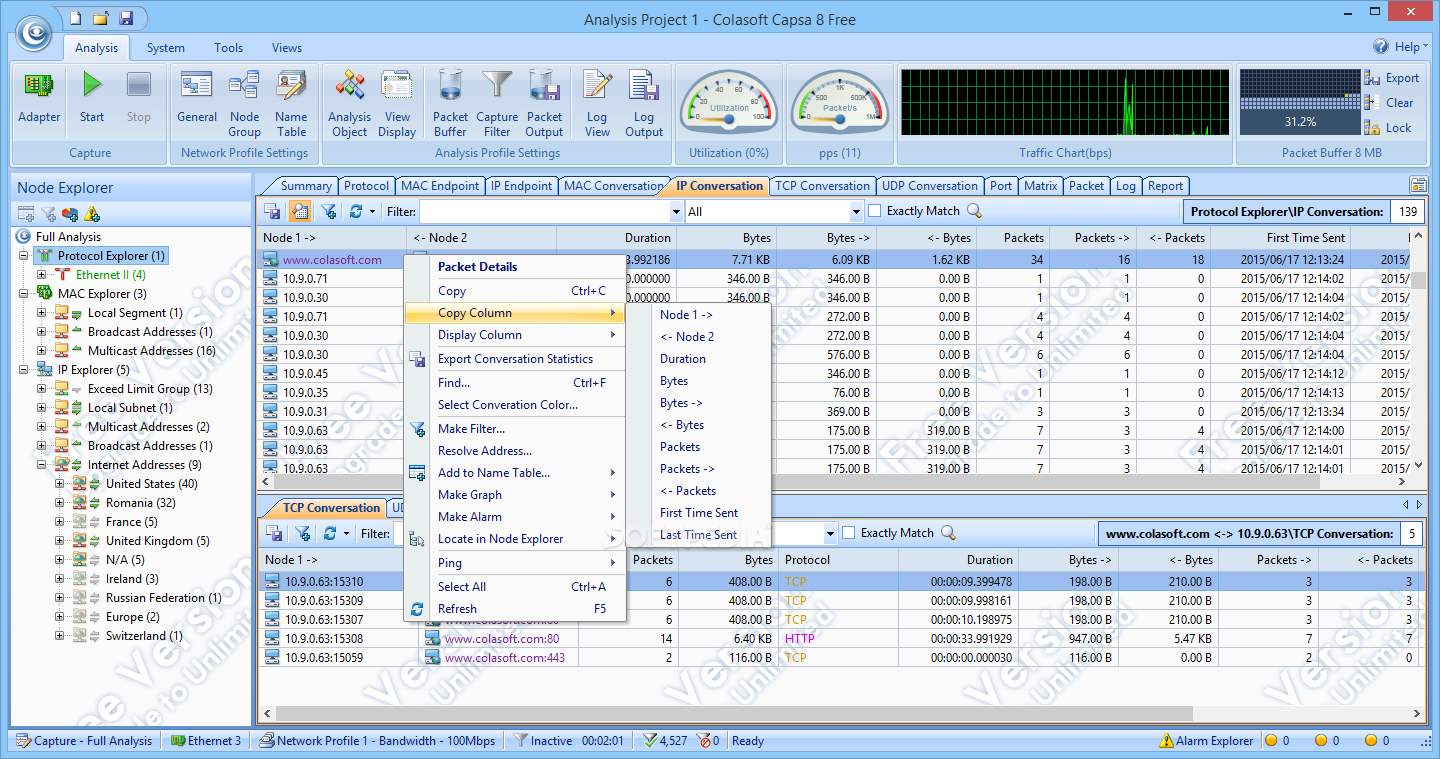 Analysis Project 1 - Colasoft Capsa 8 Free
Analysis System Tools Views Help
Adapter Start Stop General Node Group Name Table Analysis Object View Display Packet Buffer Capture Filter Packet Output Log View Log Output
Utilization 0 20 40 60 80 100
Packet/s 0 500 1K 500K 1M
31.2%
Export
Clear
Lock
Capture Network Profile Settings Analysis Profile Settings Utilization (0%) pps (11) Traffic Chart(bps) Packet Buffer 8 MB
Node Explorer
Full Analysis
Protocol Explorer (1)
Ethernet II (4)
MAC Explorer (3)
Local Segment (1)
Broadcast Addresses (1)
Multicast Addresses (16)
IP Explorer (5)
Exceed Limit Group (13)
Local Subnet (1)
Multicast Addresses (2)
Broadcast Addresses (1)
Internet Addresses (9)
United States (40)
Romania (32)
France (5)
United Kingdom (5)
N/A (5)
Ireland (3)
Russian Federation (1)
Europe (2)
Switzerland (1)
Summary Protocol MAC Endpoint IP Endpoint MAC Conversation IP Conversation TCP Conversation UDP Conversation Port Matrix Packet Log Report
Filter: All Exactly Match Protocol Explorer\IP Conversation: 139
Node 1 -> <- Node 2 Duration Bytes Bytes -> <- Bytes Packets Packets -> <- Packets First Time Sent
www.colasoft.com 3.992186 7.71 KB 6.09 KB 1.62 KB 34 16 18 2015/06/17 12:13:24 2015/
10.9.0.71 0.000000 346.00 B 346.00 B 0.00 B 1 1 0 2015/06/17 12:14:02 2015/
10.9.0.30 0.000000 346.00 B 346.00 B 0.00 B 1 1 0 2015/06/17 12:14:04 2015/
10.9.0.71 272.00 B 0.00 B 4 4 0 2015/06/17 12:14:02 2015/
10.9.0.30 272.00 B 0.00 B 4 4 0 2015/06/17 12:14:04 2015/
10.9.0.30 576.00 B 0.00 B 6 6 0 2015/06/17 12:14:04 2015/
10.9.0.45 346.00 B 0.00 B 1 1 0 2015/06/17 12:14:12 2015/
10.9.0.35 76.00 B 0.00 B 1 1 0 2015/06/17 12:14:13 2015/
10.9.0.31 369.00 B 0.00 B 3 3 0 2015/06/17 12:13:34 2015/
10.9.0.63 175.00 B 319.00 B 7 3 4 2015/06/17 12:14:00 2015/
10.9.0.63 175.00 B 319.00 B 7 3 4 2015/06/17 12:14:01 2015/
10.9.0.63 175.00 B 319.00 B 7 3 4 2015/06/17 12:14:01 2015/
Packet Details
Copy Ctrl+C
Copy Column
Display Column
Export Conversation Statistics
Find... Ctrl+F
Select Converation Color...
Make Filter...
Resolve Address...
Add to Name Table...
Make Graph
Make Alarm
Locate in Node Explorer
Ping
Select All Ctrl+A
Refresh F5
Node 1 ->
<- Node 2
Duration
Bytes
Bytes ->
<- Bytes
Packets
Packets ->
<- Packets
First Time Sent
Last Time Sent
TCP Conversation
Filter: Exactly Match www.colasoft.com <-> 10.9.0.63\TCP Conversation: 5
Node 1 -> Packets Bytes Protocol Duration Bytes -> <- Bytes Packets -> <- Packets
10.9.0.63:15310 6 408.00 B TCP 00:00:09.399478 198.00 B 210.00 B 3 3
10.9.0.63:15309 6 408.00 B TCP 00:00:09.998161 198.00 B 210.00 B 3 3
10.9.0.63:15307 6 408.00 B TCP 00:00:10.198975 198.00 B 210.00 B 3 3
10.9.0.63:15308 www.colasoft.com:80 14 6.40 KB HTTP 00:00:33.991929 947.00 B 5.47 KB 7 7
10.9.0.63:15059 www.colasoft.com:443 2 116.00 B TCP 00:00:00.000030 116.00 B 0.00 B 2 0
Free Version
Upgrade to Unlimited
SOFTPEDIA
Capture - Full Analysis Ethernet 3 Network Profile 1 - Bandwidth - 100Mbps Inactive 00:02:01 4,527 0 Ready Alarm Explorer 0 0 0